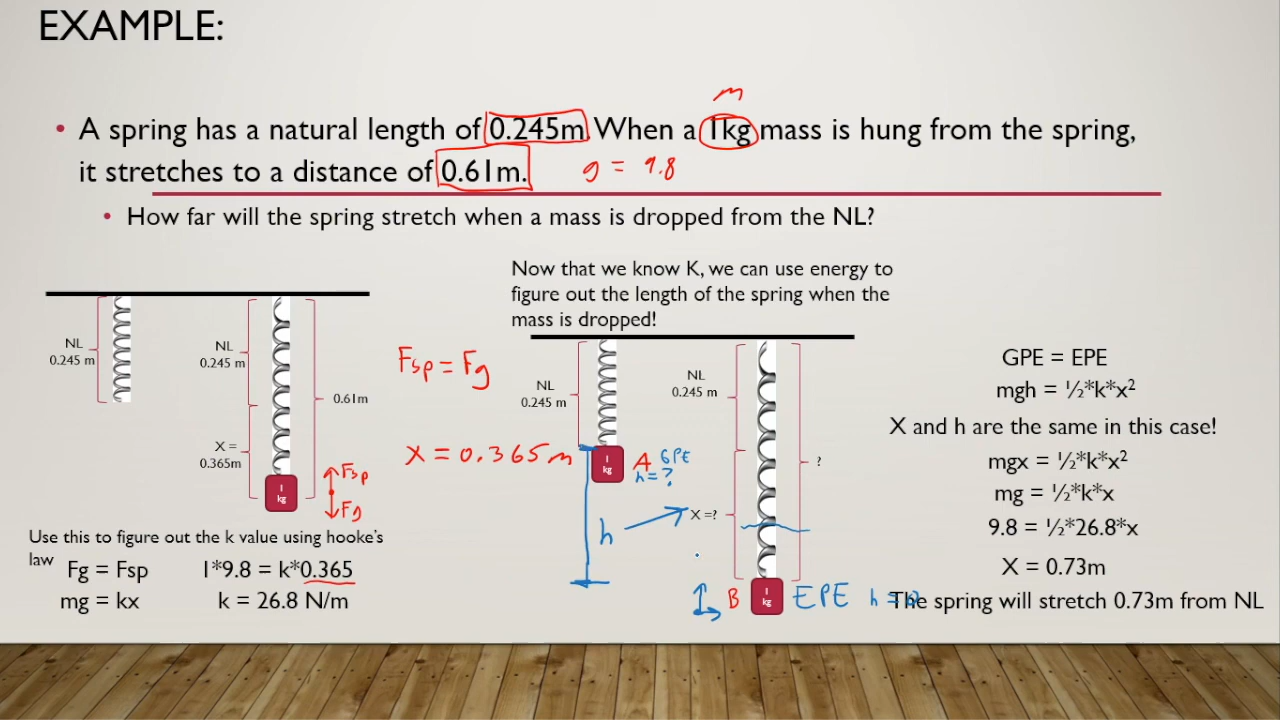 EXAMPLE:
• A spring has a natural length of 0.245m. When a 1kg mass is hung from the spring,
m
it stretches to a distance of 0.61m.
g = 9.8
• How far will the spring stretch when a mass is dropped from the NL?
NL
0.245 m
NL
0.245 m
0.61m
X =
0.365m
1
kg
Fsp
Fg
Use this to figure out the k value using hooke's
law
Fg = Fsp
1*9.8 = k*0.365
mg = kx
k = 26.8 N/m
Fsp = Fg
X = 0.365m
Now that we know K, we can use energy to
figure out the length of the spring when the
mass is dropped!
NL
0.245 m
1
kg
A GPE
h=?
h
NL
0.245 m
?
X =?
B
1
kg
EPE h =
GPE = EPE
mgh = ½*k*x²
X and h are the same in this case!
mgx = ½*k*x²
mg = ½*k*x
9.8 = ½*26.8*x
X = 0.73m
The spring will stretch 0.73m from NL